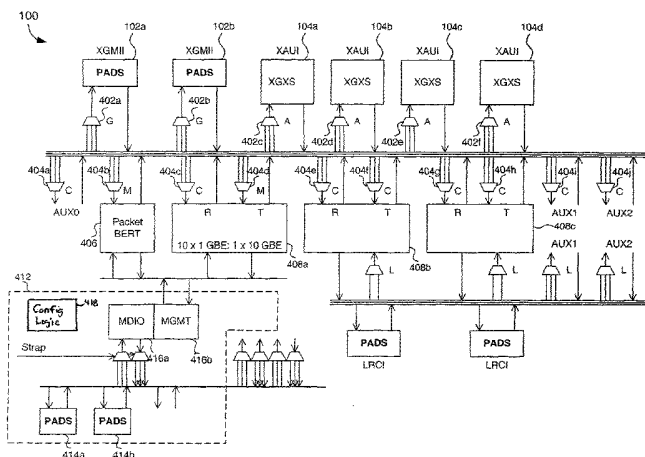 100
102a 102b 104a 104b 104c 104d
XGMII XGMII XAUI XAUI XAUI XAUI
PADS PADS XGXS XGXS XGXS XGXS
402a 402b
G G A A A A
402c 402d 402e 402f
404a 404b 404c 404d 404e 404f 404g 404h 404i 404j
C M C M C C C C C C
AUX0 R T R T AUX1 AUX2
Packet
BERT
406
10 x 1 GBE: 1 x 10 GBE
408a 408b 408c
AUX1 AUX2
L L L L
412
Config
Logic
418
MDIO MGMT
Strap
416a 416b
PADS PADS
LRCI LRCI
PADS PADS
414a 414b